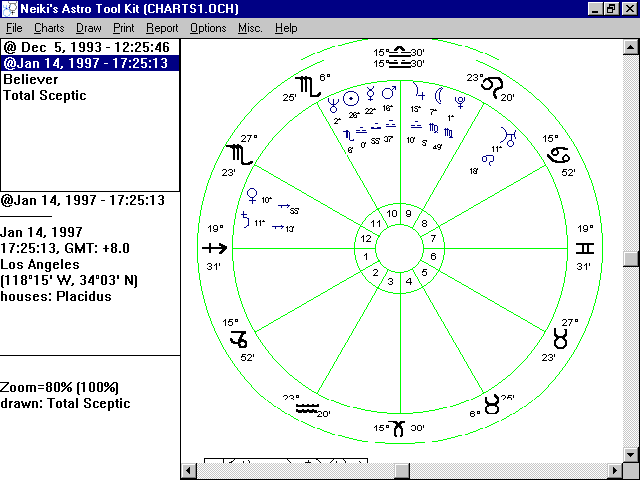 Neiki's Astro Tool Kit (CHARTS1.OCH)
File Charts Draw Print Report Options Misc. Help
@ Dec 5, 1993 - 12:25:46
@Jan 14, 1997 - 17:25:13
Believer
Total Sceptic
@Jan 14, 1997 - 17:25:13
Jan 14, 1997
17:25:13, GMT: +8.0
Los Angeles
(118°15' W, 34°03' N)
houses: Placidus
Zoom=80% (100%)
drawn: Total Sceptic
15° 30'
15° 30'
6° 25'
23° 20'
2° 26° 22° 16° 15° 7° 1°
6' 0' 55' 37' 10' 5' 49'
11°
18'
27° 23'
15° 52'
10° 55'
11° 13'
19° 31'
19° 31'
11 10 9 8
12 7
1 6
2 3 4 5
15° 52'
27° 23'
23° 20'
6° 25'
15° 30'